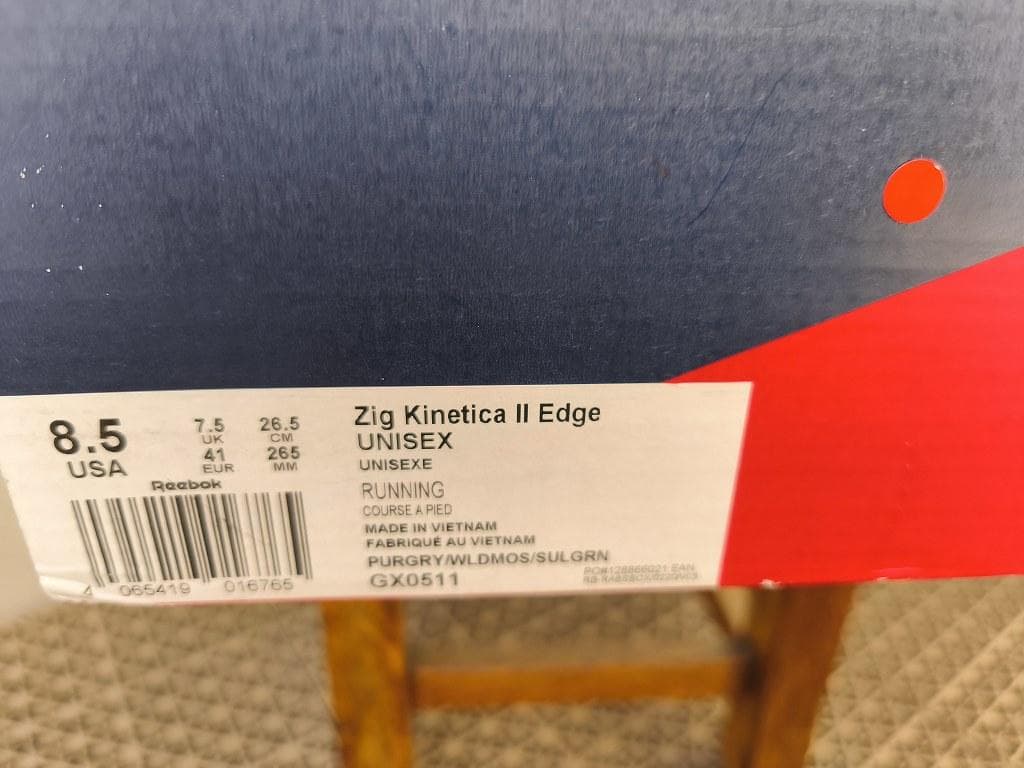 8.5
USA
7.5
UK
41
EUR
26.5
CM
265
MM
Reebok
4 065419 016765
Zig Kinetica II Edge
UNISEX
UNISEXE
RUNNING
COURSE A PIED
MADE IN VIETNAM
FABRIQUÉ AU VIETNAM
PURGRY/WLDMOS/SULGRN
GX0511
EAN